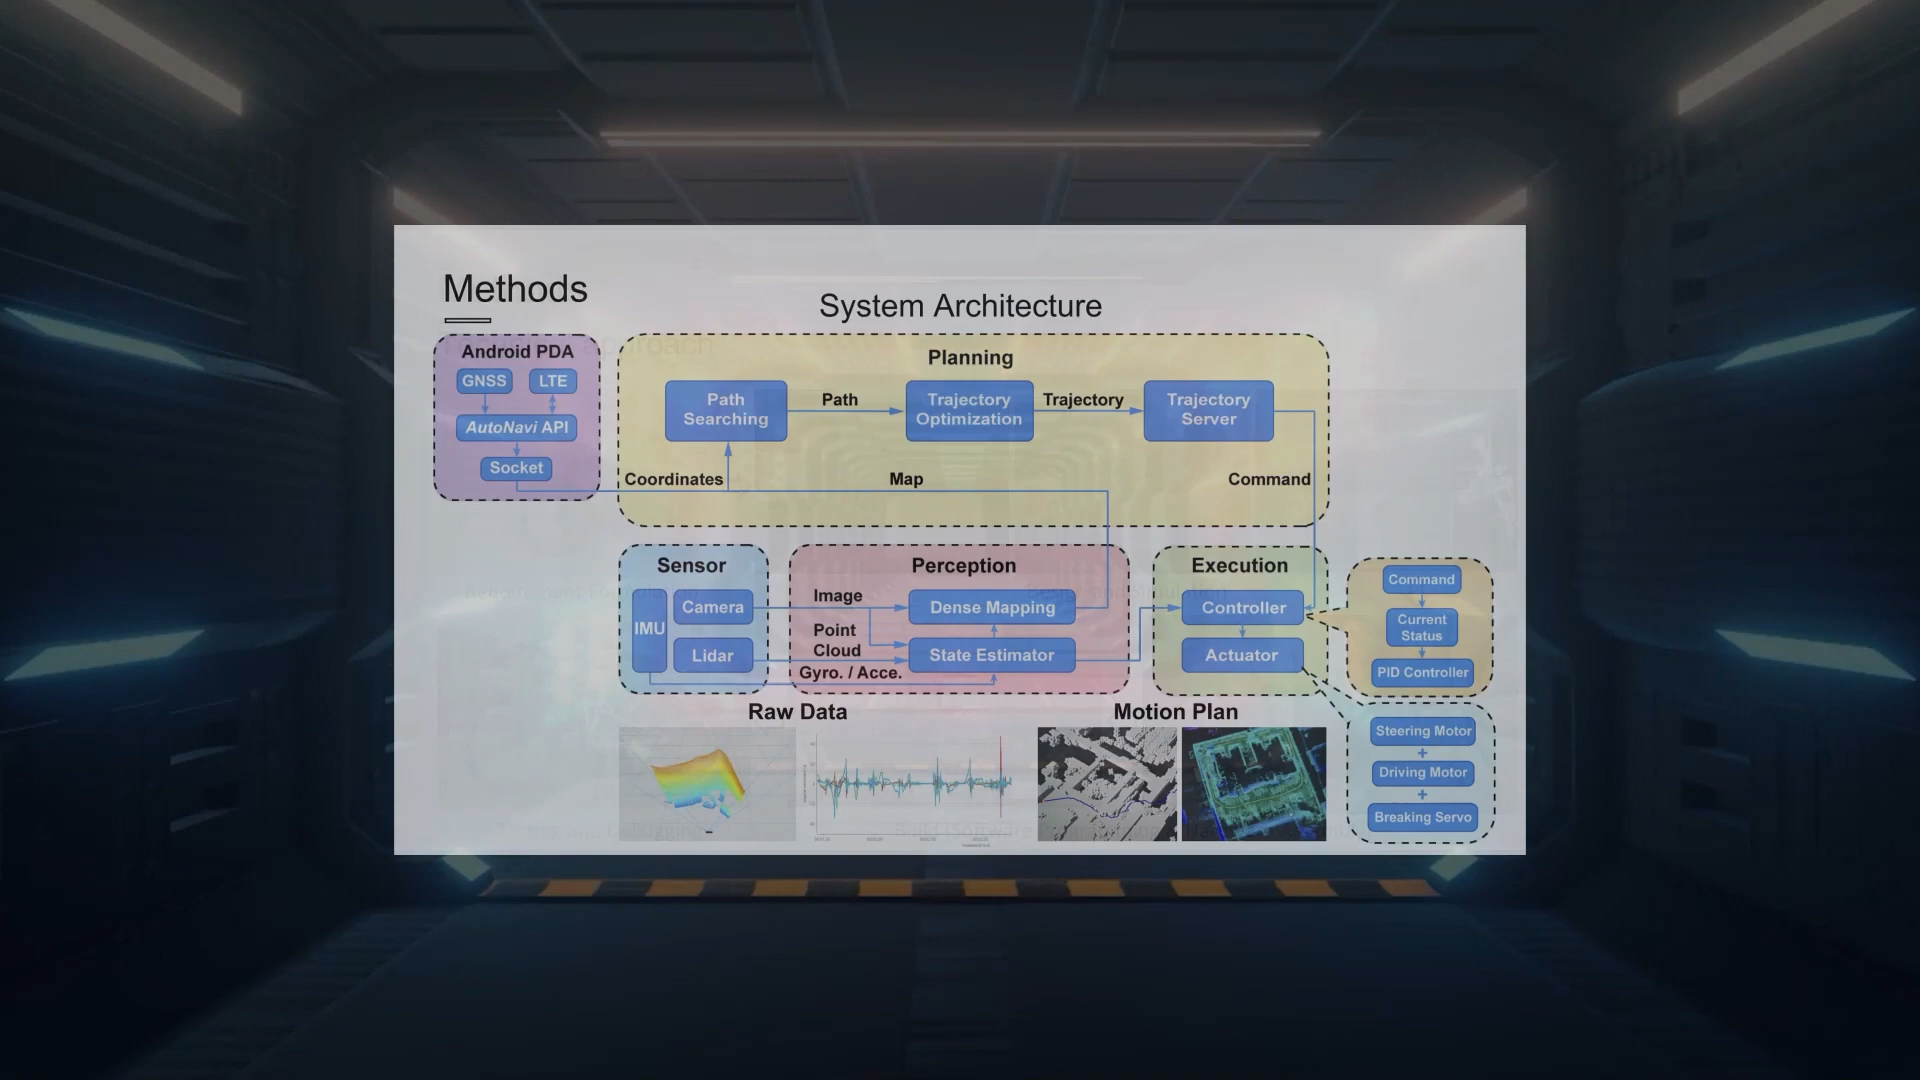 Methods
System Architecture
Android PDA
GNSS
LTE
AutoNavi API
Socket
Planning
Path
Searching
Path
Trajectory
Optimization
Trajectory
Trajectory
Server
Coordinates
Map
Command
Sensor
IMU
Camera
Lidar
Perception
Image
Point
Cloud
Gyro. / Acce.
Dense Mapping
State Estimator
Execution
Controller
Actuator
Command
Current
Status
PID Controller
Raw Data
Motion Plan
Steering Motor
+
Driving Motor
+
Breaking Servo